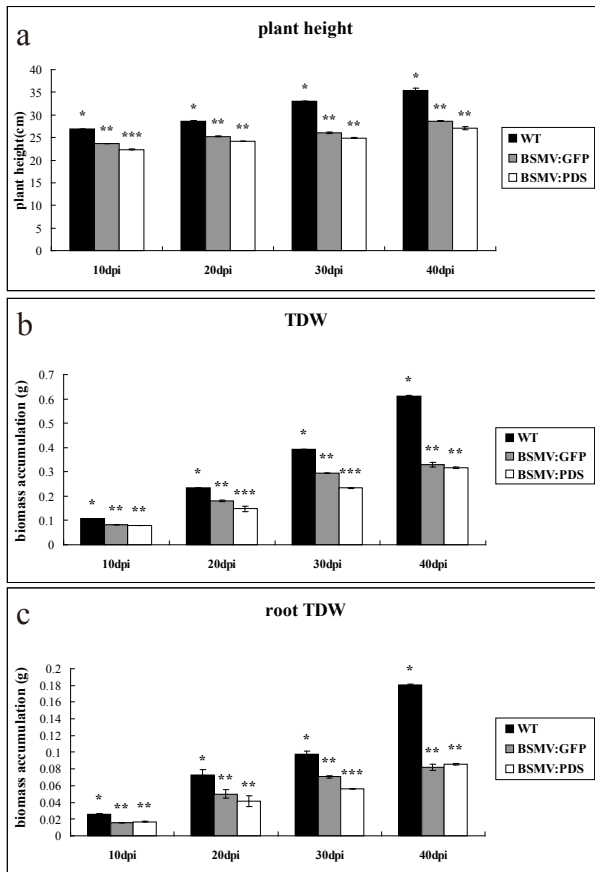 a
plant height
plant height(cm)
40
35
30
25
20
15
10
5
0
* ** ***
* ** **
* ** **
* ** **
10dpi 20dpi 30dpi 40dpi
WT
BSMV:GFP
BSMV:PDS
b
TDW
biomass accumulation (g)
0.7
0.6
0.5
0.4
0.3
0.2
0.1
0
* ** **
* ** ***
* ** ***
* ** **
10dpi 20dpi 30dpi 40dpi
WT
BSMV:GFP
BSMV:PDS
c
root TDW
biomass accumulation (g)
0.2
0.18
0.16
0.14
0.12
0.1
0.08
0.06
0.04
0.02
0
* ** **
* ** **
* ** ***
* ** **
10dpi 20dpi 30dpi 40dpi
WT
BSMV:GFP
BSMV:PDS